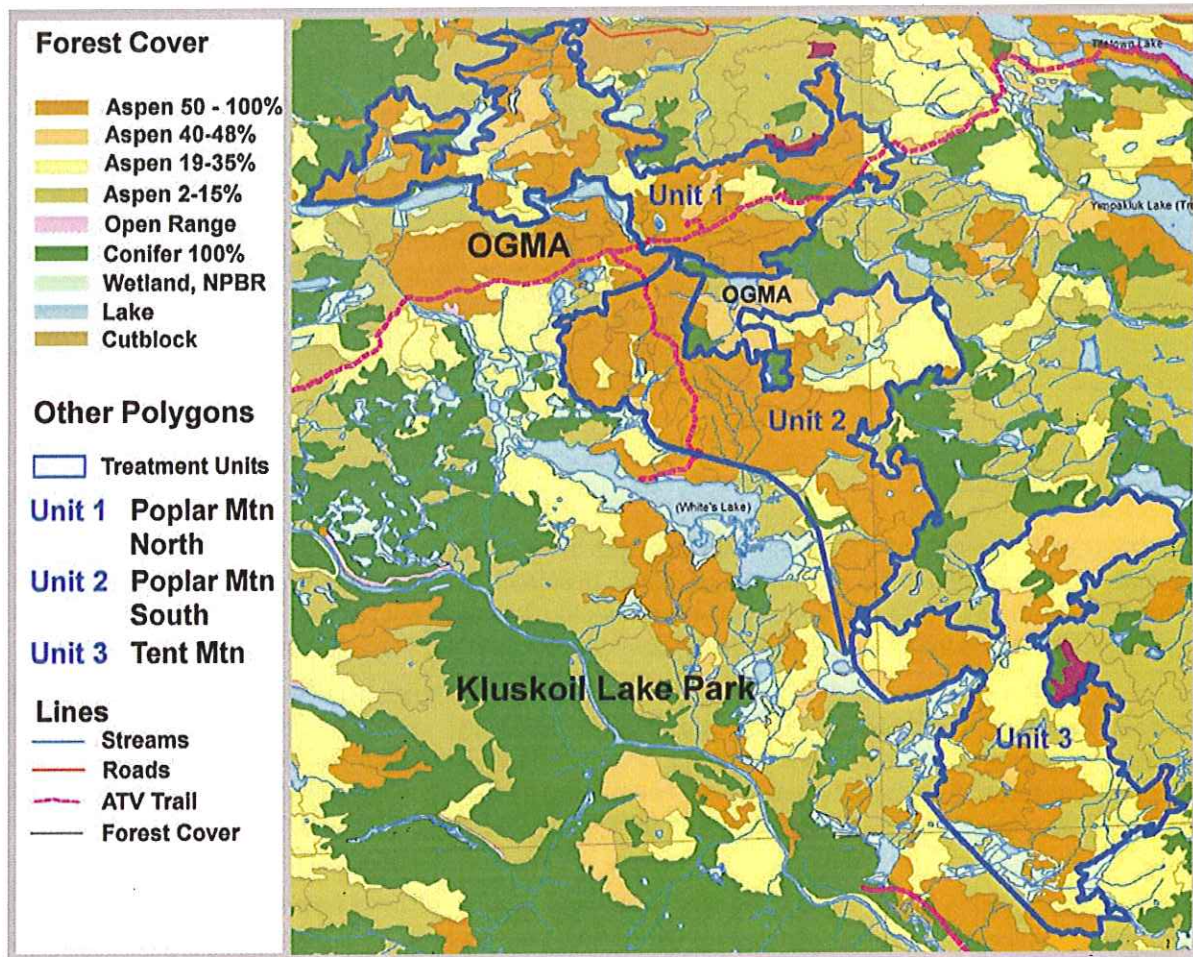 Forest Cover
Aspen 50 - 100%
Aspen 40-48%
Aspen 19-35%
Aspen 2-15%
Open Range
Conifer 100%
Wetland, NPBR
Lake
Cutblock
Other Polygons
Treatment Units
Unit 1 Poplar Mtn
North
Unit 2 Poplar Mtn
South
Unit 3 Tent Mtn
Lines
Streams
Roads
ATV Trail
Forest Cover
Lake
Unit 1
OGMA
OGMA
Unit 2
(White's Lake)
Kluskoil Lake Park
Unit 3